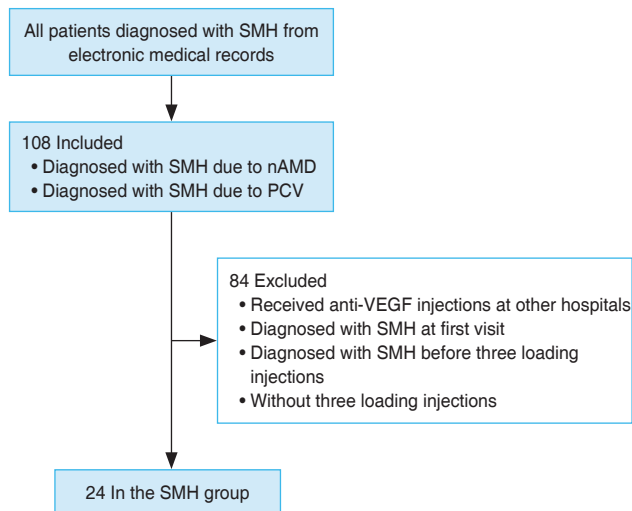 All patients diagnosed with SMH from
electronic medical records
108 Included
• Diagnosed with SMH due to nAMD
• Diagnosed with SMH due to PCV
84 Excluded
• Received anti-VEGF injections at other hospitals
• Diagnosed with SMH at first visit
• Diagnosed with SMH before three loading
injections
• Without three loading injections
24 In the SMH group